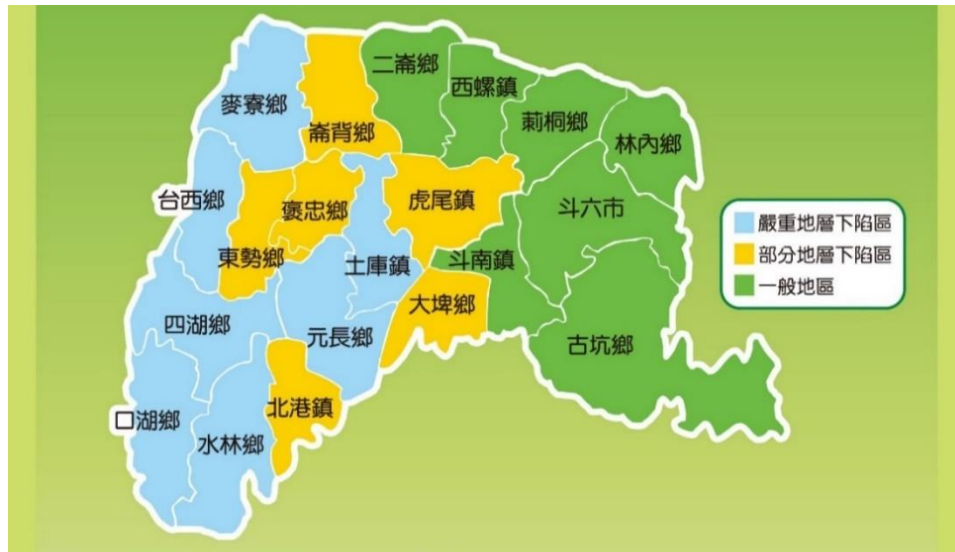 二崙鄉
西螺鎮
麥寮鄉
崙背鄉
莿桐鄉
林內鄉
台西鄉
褒忠鄉
虎尾鎮
斗六市
東勢鄉
土庫鎮
斗南鎮
大埤鄉
四湖鄉
元長鄉
古坑鄉
北港鎮
口湖鄉
水林鄉
嚴重地層下陷區
部分地層下陷區
一般地區